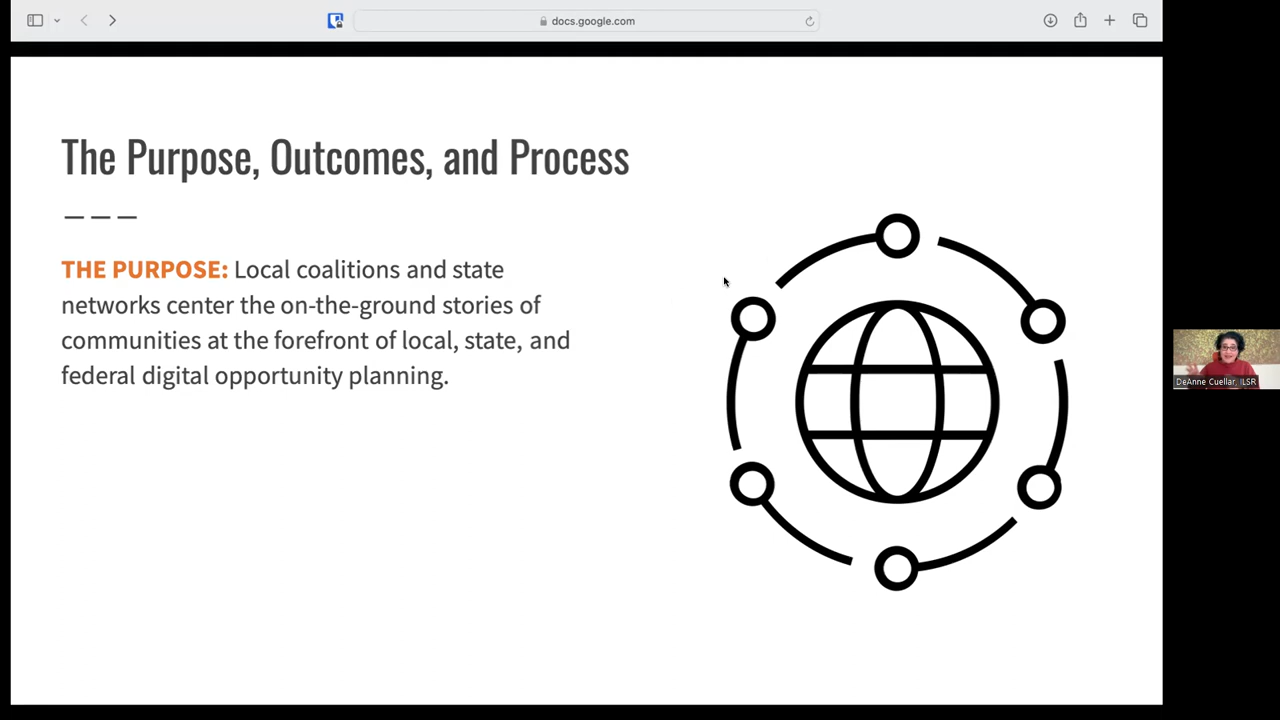 docs.google.com
The Purpose, Outcomes, and Process
THE PURPOSE: Local coalitions and state
networks center the on-the-ground stories of
communities at the forefront of local, state, and
federal digital opportunity planning.
DeAnne Cuellar, ILSR